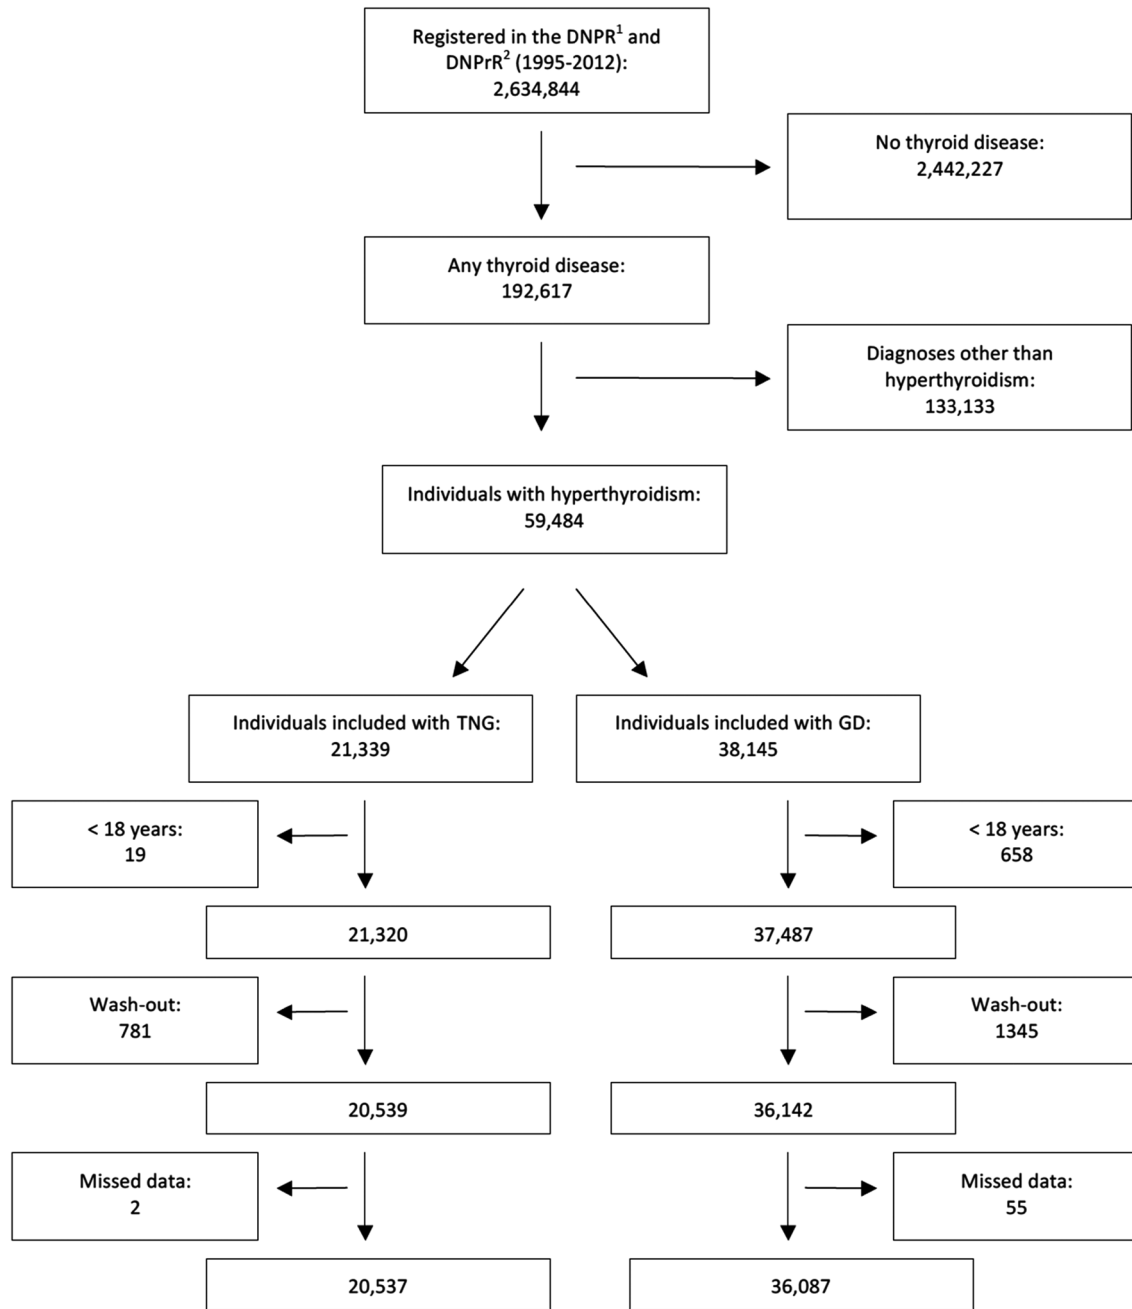 Registered in the DNPR¹ and
DNPrR² (1995-2012):
2,634,844
No thyroid disease:
2,442,227
Any thyroid disease:
192,617
Diagnoses other than
hyperthyroidism:
133,133
Individuals with hyperthyroidism:
59,484
Individuals included with TNG:
21,339
Individuals included with GD:
38,145
< 18 years:
19
< 18 years:
658
21,320
37,487
Wash-out:
781
Wash-out:
1345
20,539
36,142
Missed data:
2
Missed data:
55
20,537
36,087